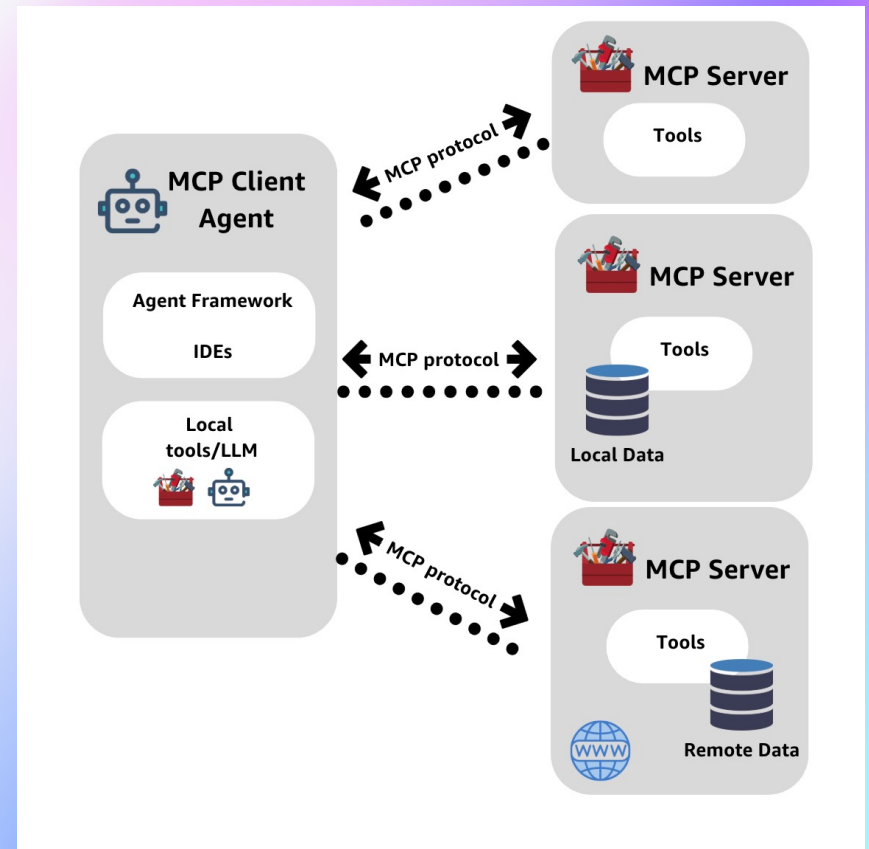 MCP Client
Agent
Agent Framework
IDEs
Local
tools/LLM
MCP protocol
MCP protocol
MCP protocol
MCP Server
Tools
MCP Server
Tools
Local Data
MCP Server
Tools
WWW
Remote Data